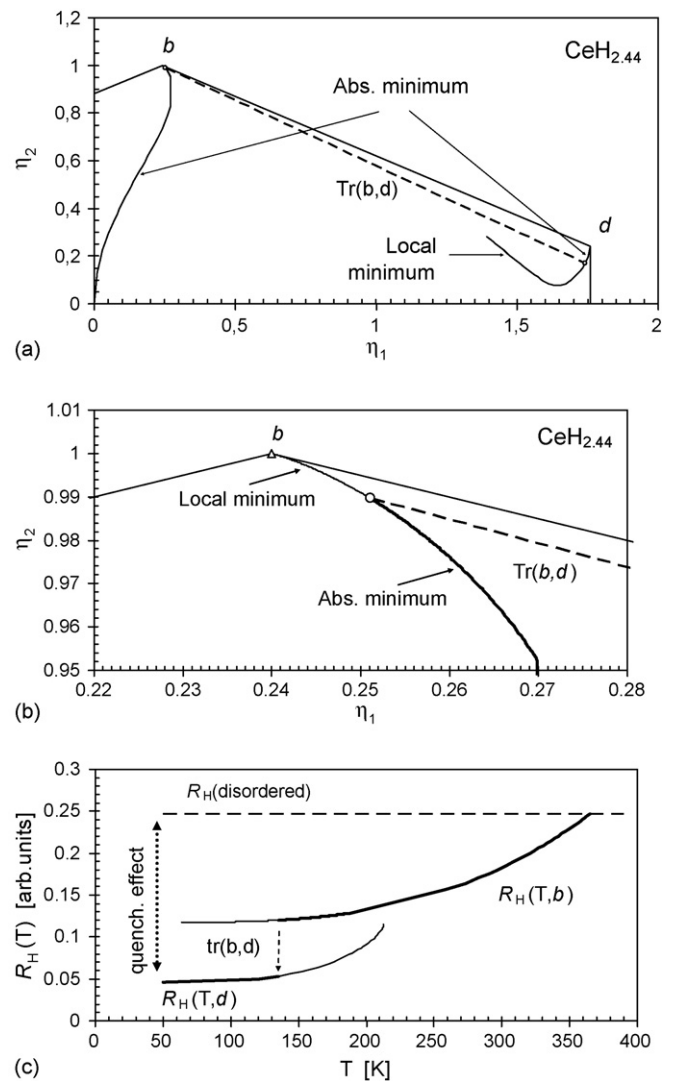 1,2
1
0,8
0,6
0,4
0,2
0
η2
b
CeH2.44
Abs. minimum
Tr(b,d)
d
Local
minimum
0
0,5
1
1,5
2
η1
(a)
1.01
1
0.99
0.98
0.97
0.96
0.95
η2
b
CeH2.44
Local minimum
Abs. minimum
Tr(b,d)
0.22
0.23
0.24
0.25
0.26
0.27
0.28
η1
(b)
0.3
0.25
0.20
0.15
0.10
0.05
0
RH(T) [arb.units]
RH(disordered)
quench. effect
RH(T,b)
tr(b,d)
RH(T,d)
0
50
100
150
200
250
300
350
400
T [K]
(c)